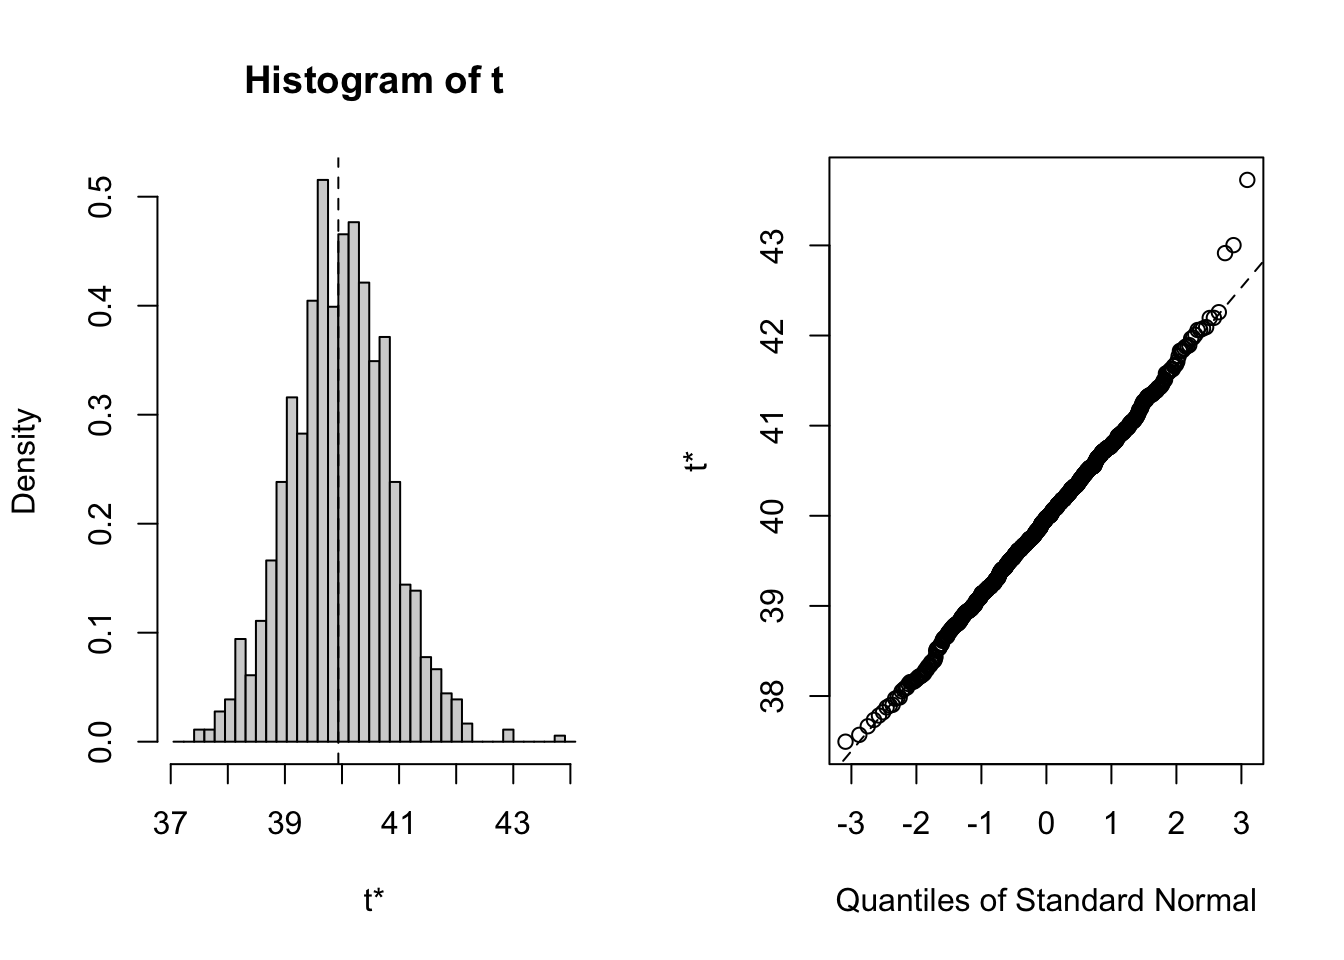 Histogram of t
Density
0.0 0.1 0.2 0.3 0.4 0.5
37 39 41 43
t*
t*
38 39 40 41 42 43
-3 -2 -1 0 1 2 3
Quantiles of Standard Normal